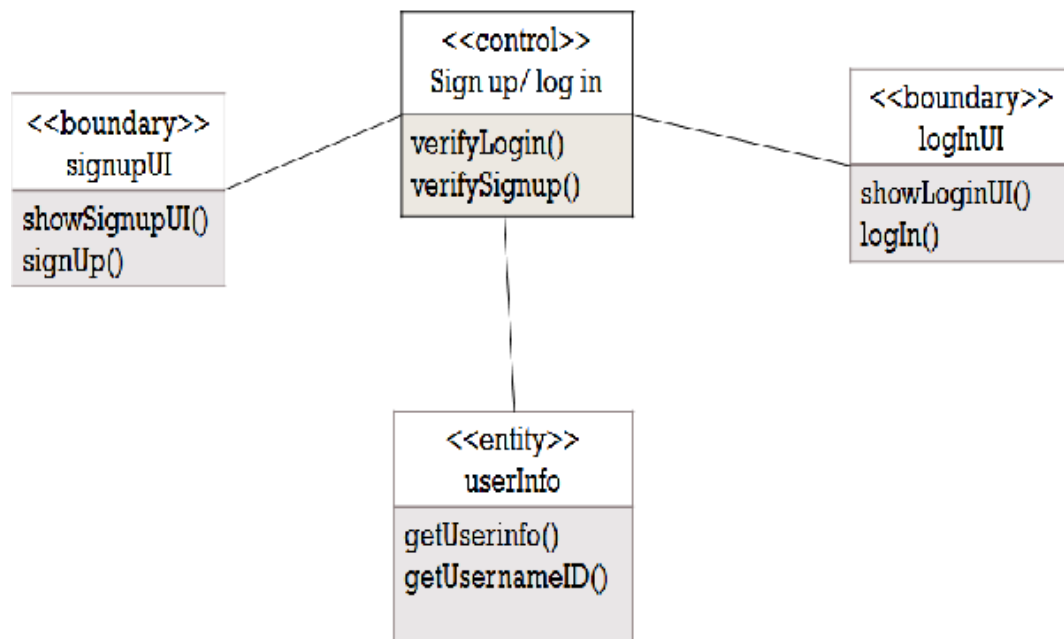 <<control>>
Sign up/ log in
verifyLogin()
verifySignup()
<<boundary>>
signupUI
showSignupUI()
signUp()
<<boundary>>
logInUI
showLoginUI()
logIn()
<<entity>>
userInfo
getUserinfo()
getUsernameID()